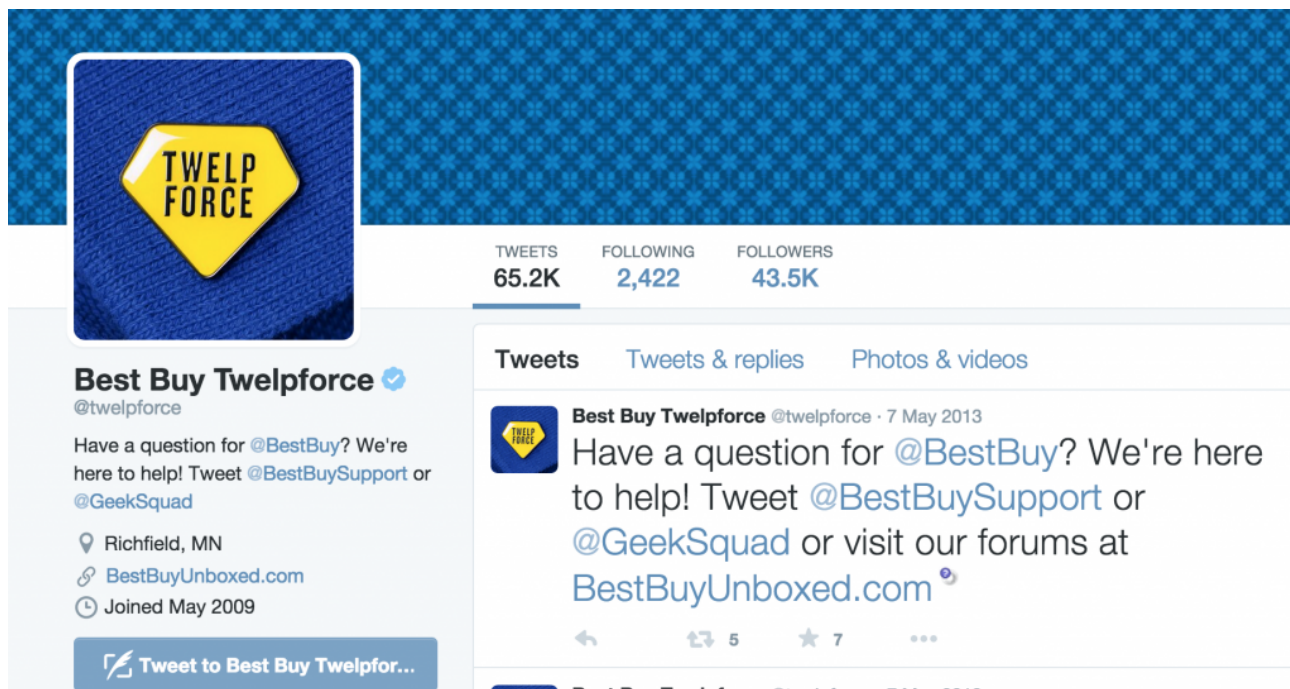 TWELP
FORCE
TWEETS FOLLOWING FOLLOWERS
65.2K 2,422 43.5K
Best Buy Twelpforce
@twelpforce
Have a question for @BestBuy? We're
here to help! Tweet @BestBuySupport or
@GeekSquad
Richfield, MN
BestBuyUnboxed.com
Joined May 2009
Tweet to Best Buy Twelpfor...
Tweets Tweets & replies Photos & videos
TWELP
FORCE
Best Buy Twelpforce @twelpforce · 7 May 2013
Have a question for @BestBuy? We're here
to help! Tweet @BestBuySupport or
@GeekSquad or visit our forums at
BestBuyUnboxed.com
5 7